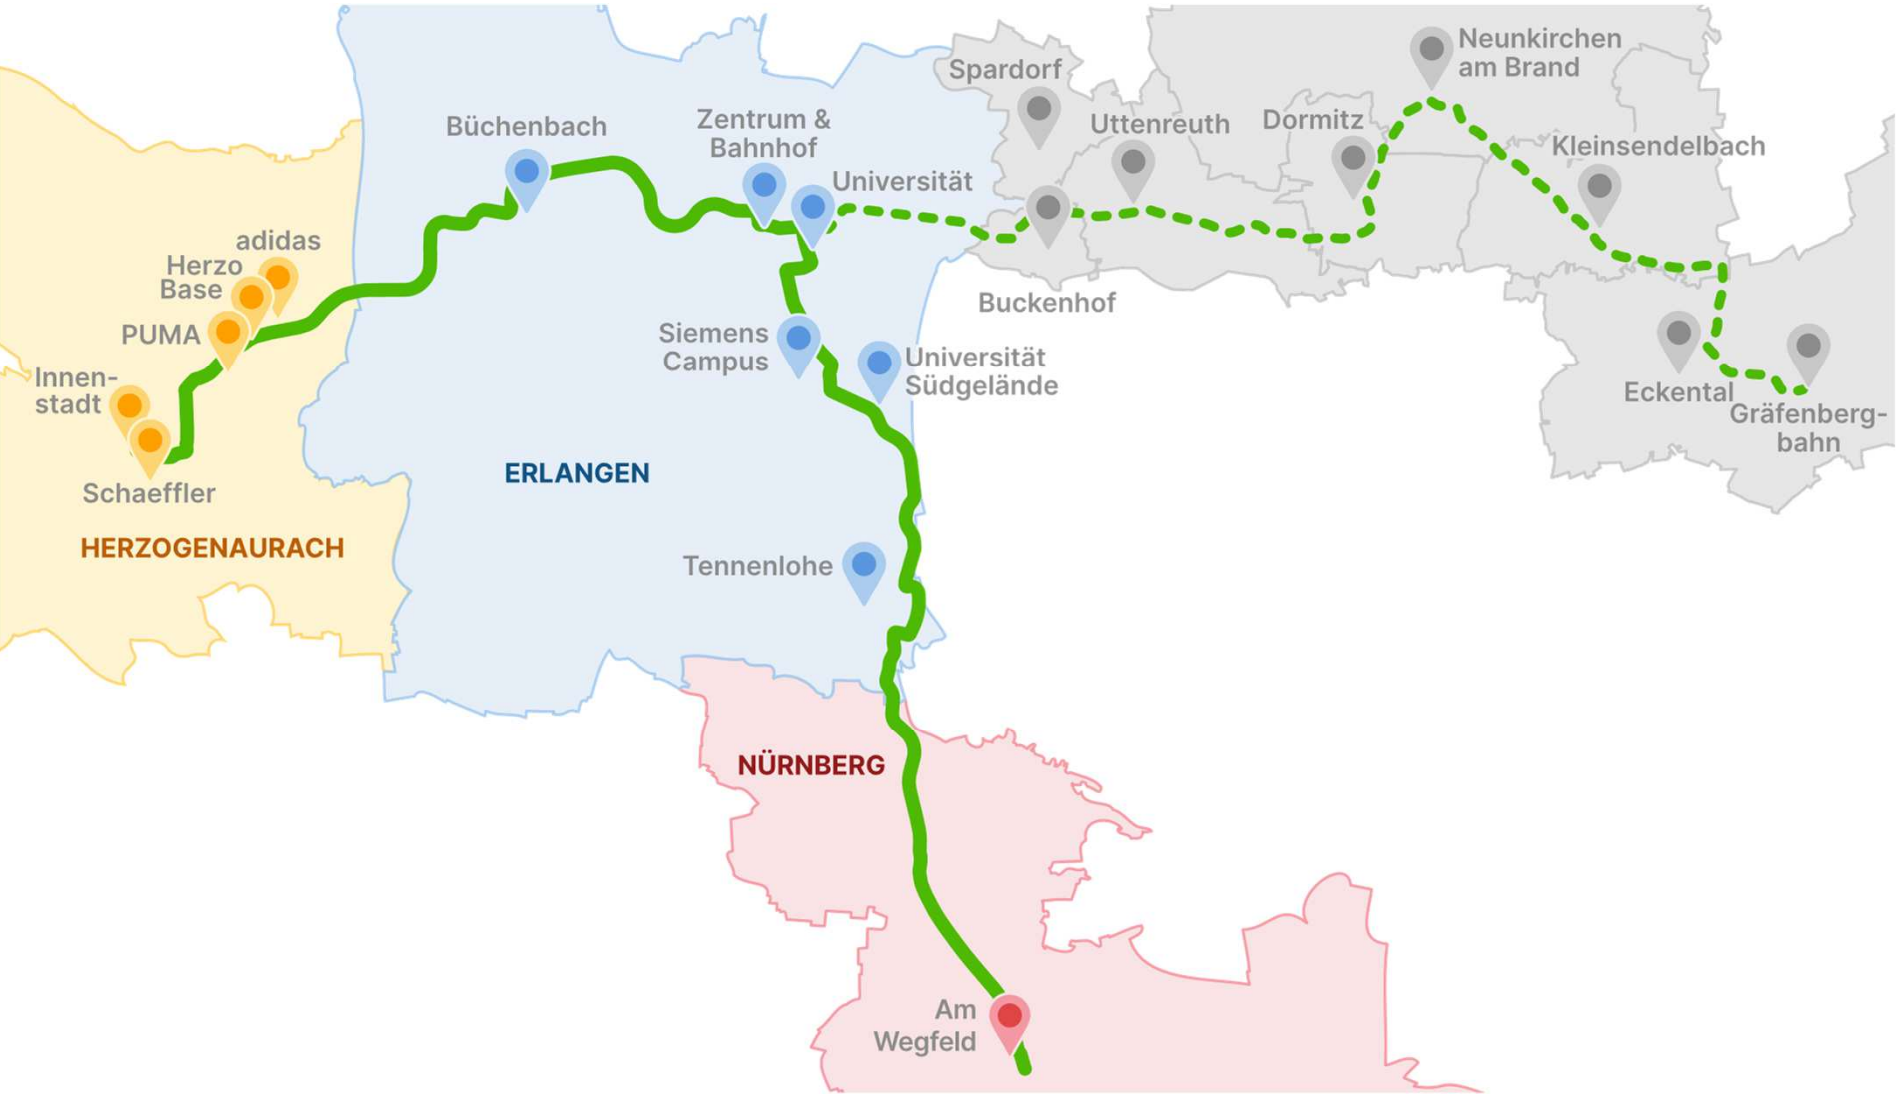 Neunkirchen
am Brand
Spardorf
Zentrum &
Bahnhof
Büchenbach
Uttenreuth
Dormitz
Kleinsendelbach
Universität
adidas
Herzo
Base
PUMA
Buckenhof
Siemens
Campus
Universität
Südgelände
Innen-
stadt
Eckental
Gräfenberg-
bahn
ERLANGEN
Schaeffler
HERZOGENAURACH
Tennenlohe
NÜRNBERG
Am
Wegfeld